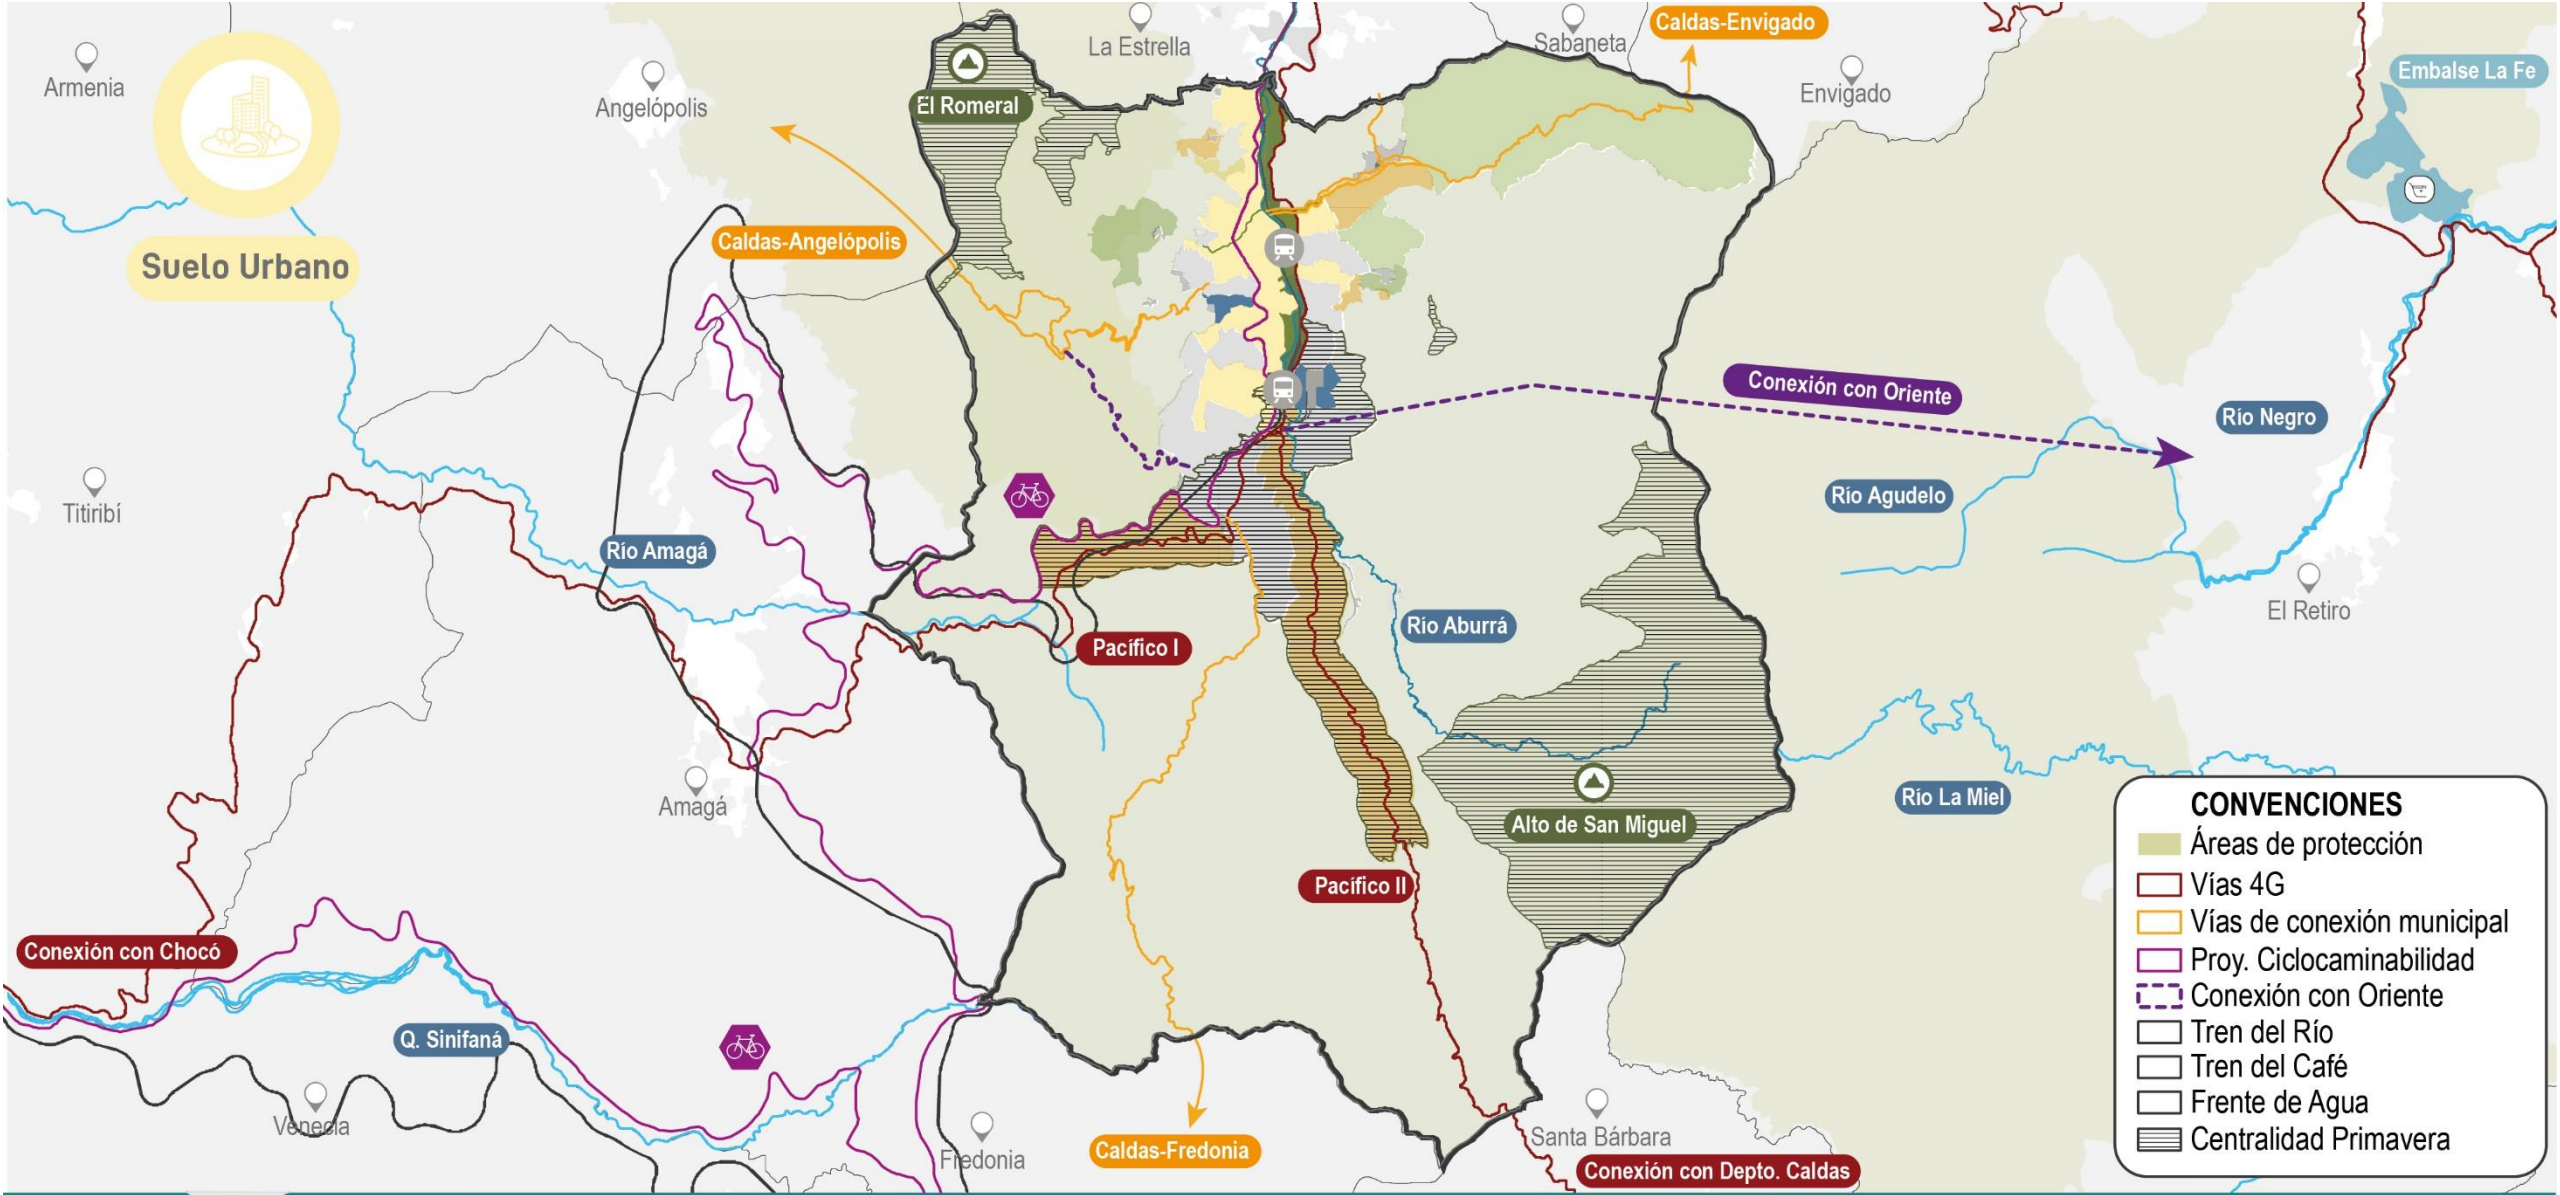 La Estrella
Sabaneta
Caldas-Envigado
Armenia
Angelópolis
El Romeral
Envigado
Embalse La Fe
Suelo Urbano
Caldas-Angelópolis
Conexión con Oriente
Río Negro
Titiribí
Río Agudelo
Río Amagá
El Retiro
Río Aburrá
Pacífico I
Amagá
Alto de San Miguel
Río La Miel
Pacífico II
Conexión con Chocó
Q. Sinifaná
Venecia
Fredonia
Caldas-Fredonia
Santa Bárbara
Conexión con Depto. Caldas
CONVENCIONES
Áreas de protección
Vías 4G
Vías de conexión municipal
Proy. Ciclocaminabilidad
Conexión con Oriente
Tren del Río
Tren del Café
Frente de Agua
Centralidad Primavera